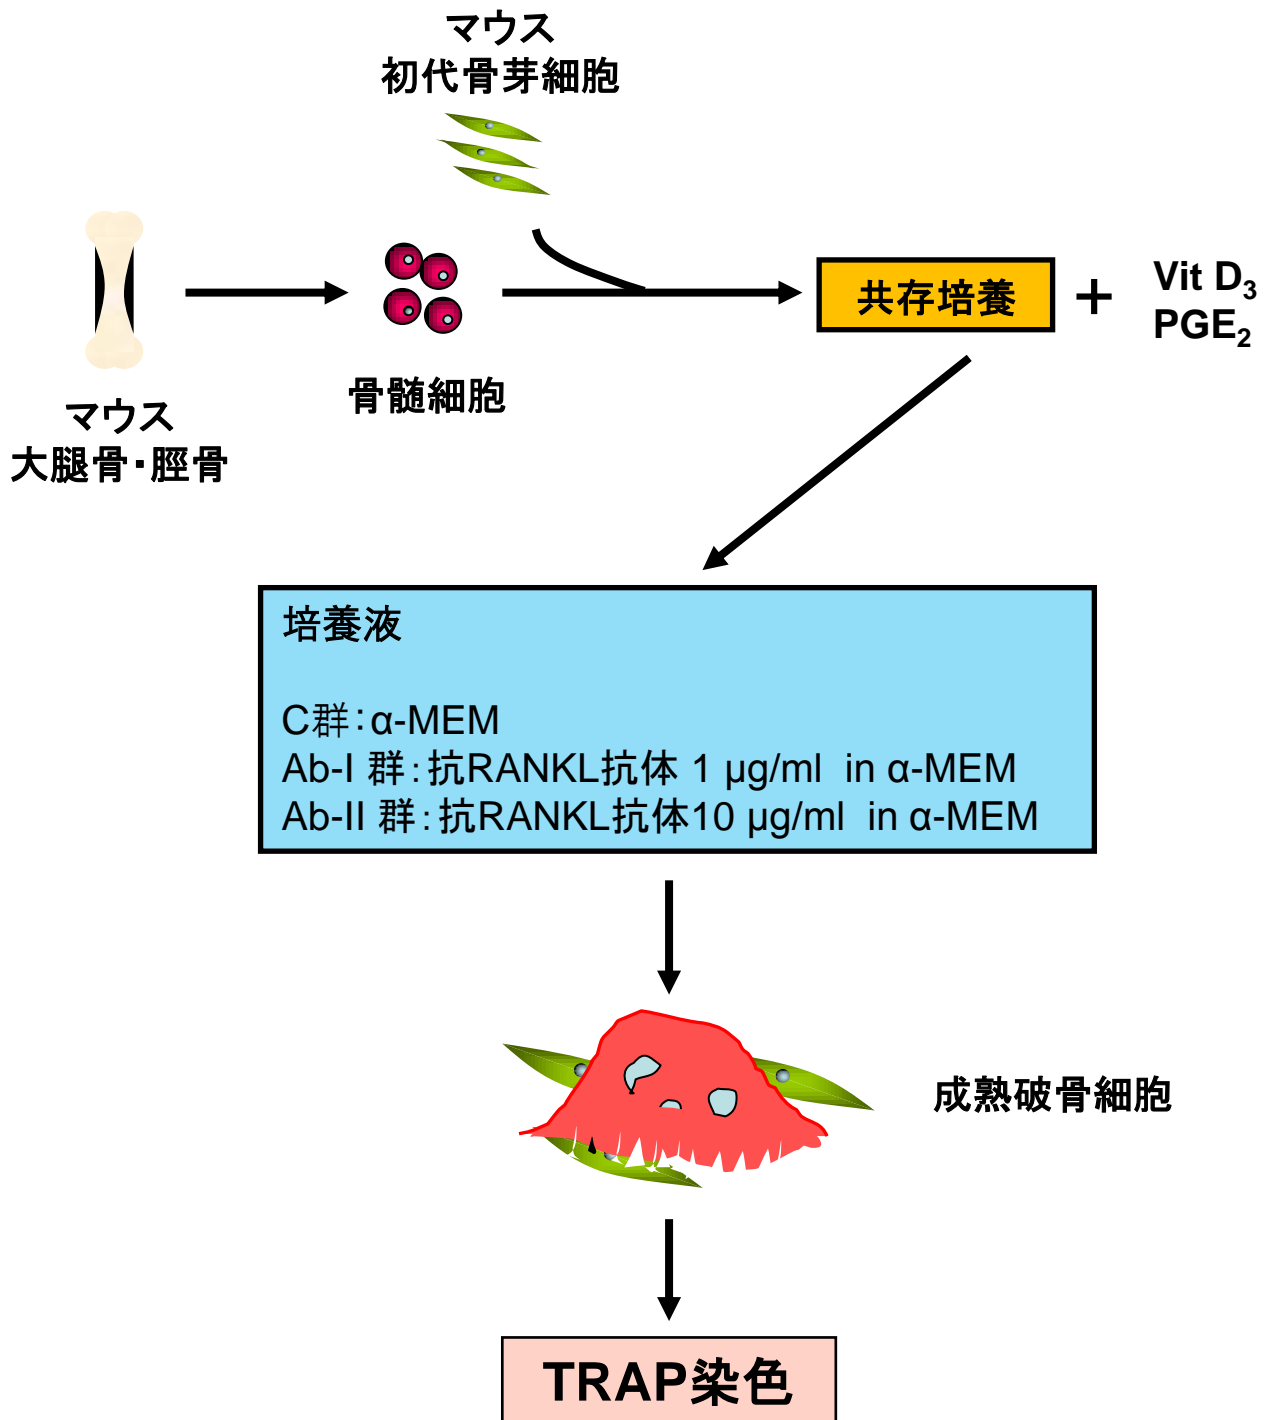 マウス
初代骨芽細胞
共存培養
+
Vit D₃
PGE₂
骨髄細胞
マウス
大腿骨・脛骨
培養液
C群：α-MEM
Ab-I 群：抗RANKL抗体 1 μg/ml in α-MEM
Ab-II 群：抗RANKL抗体10 μg/ml in α-MEM
成熟破骨細胞
TRAP染色